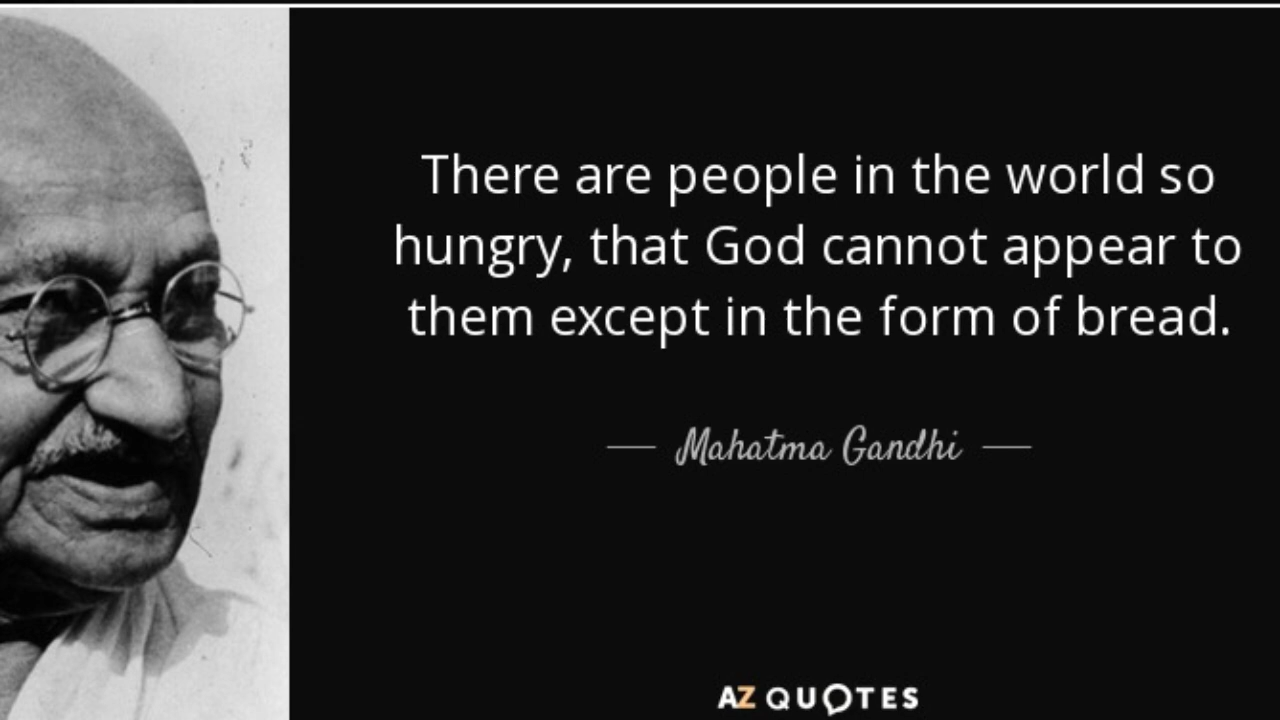 There are people in the world so
hungry, that God cannot appear to
them except in the form of bread.
Mahatma Gandhi
AZ QUOTES